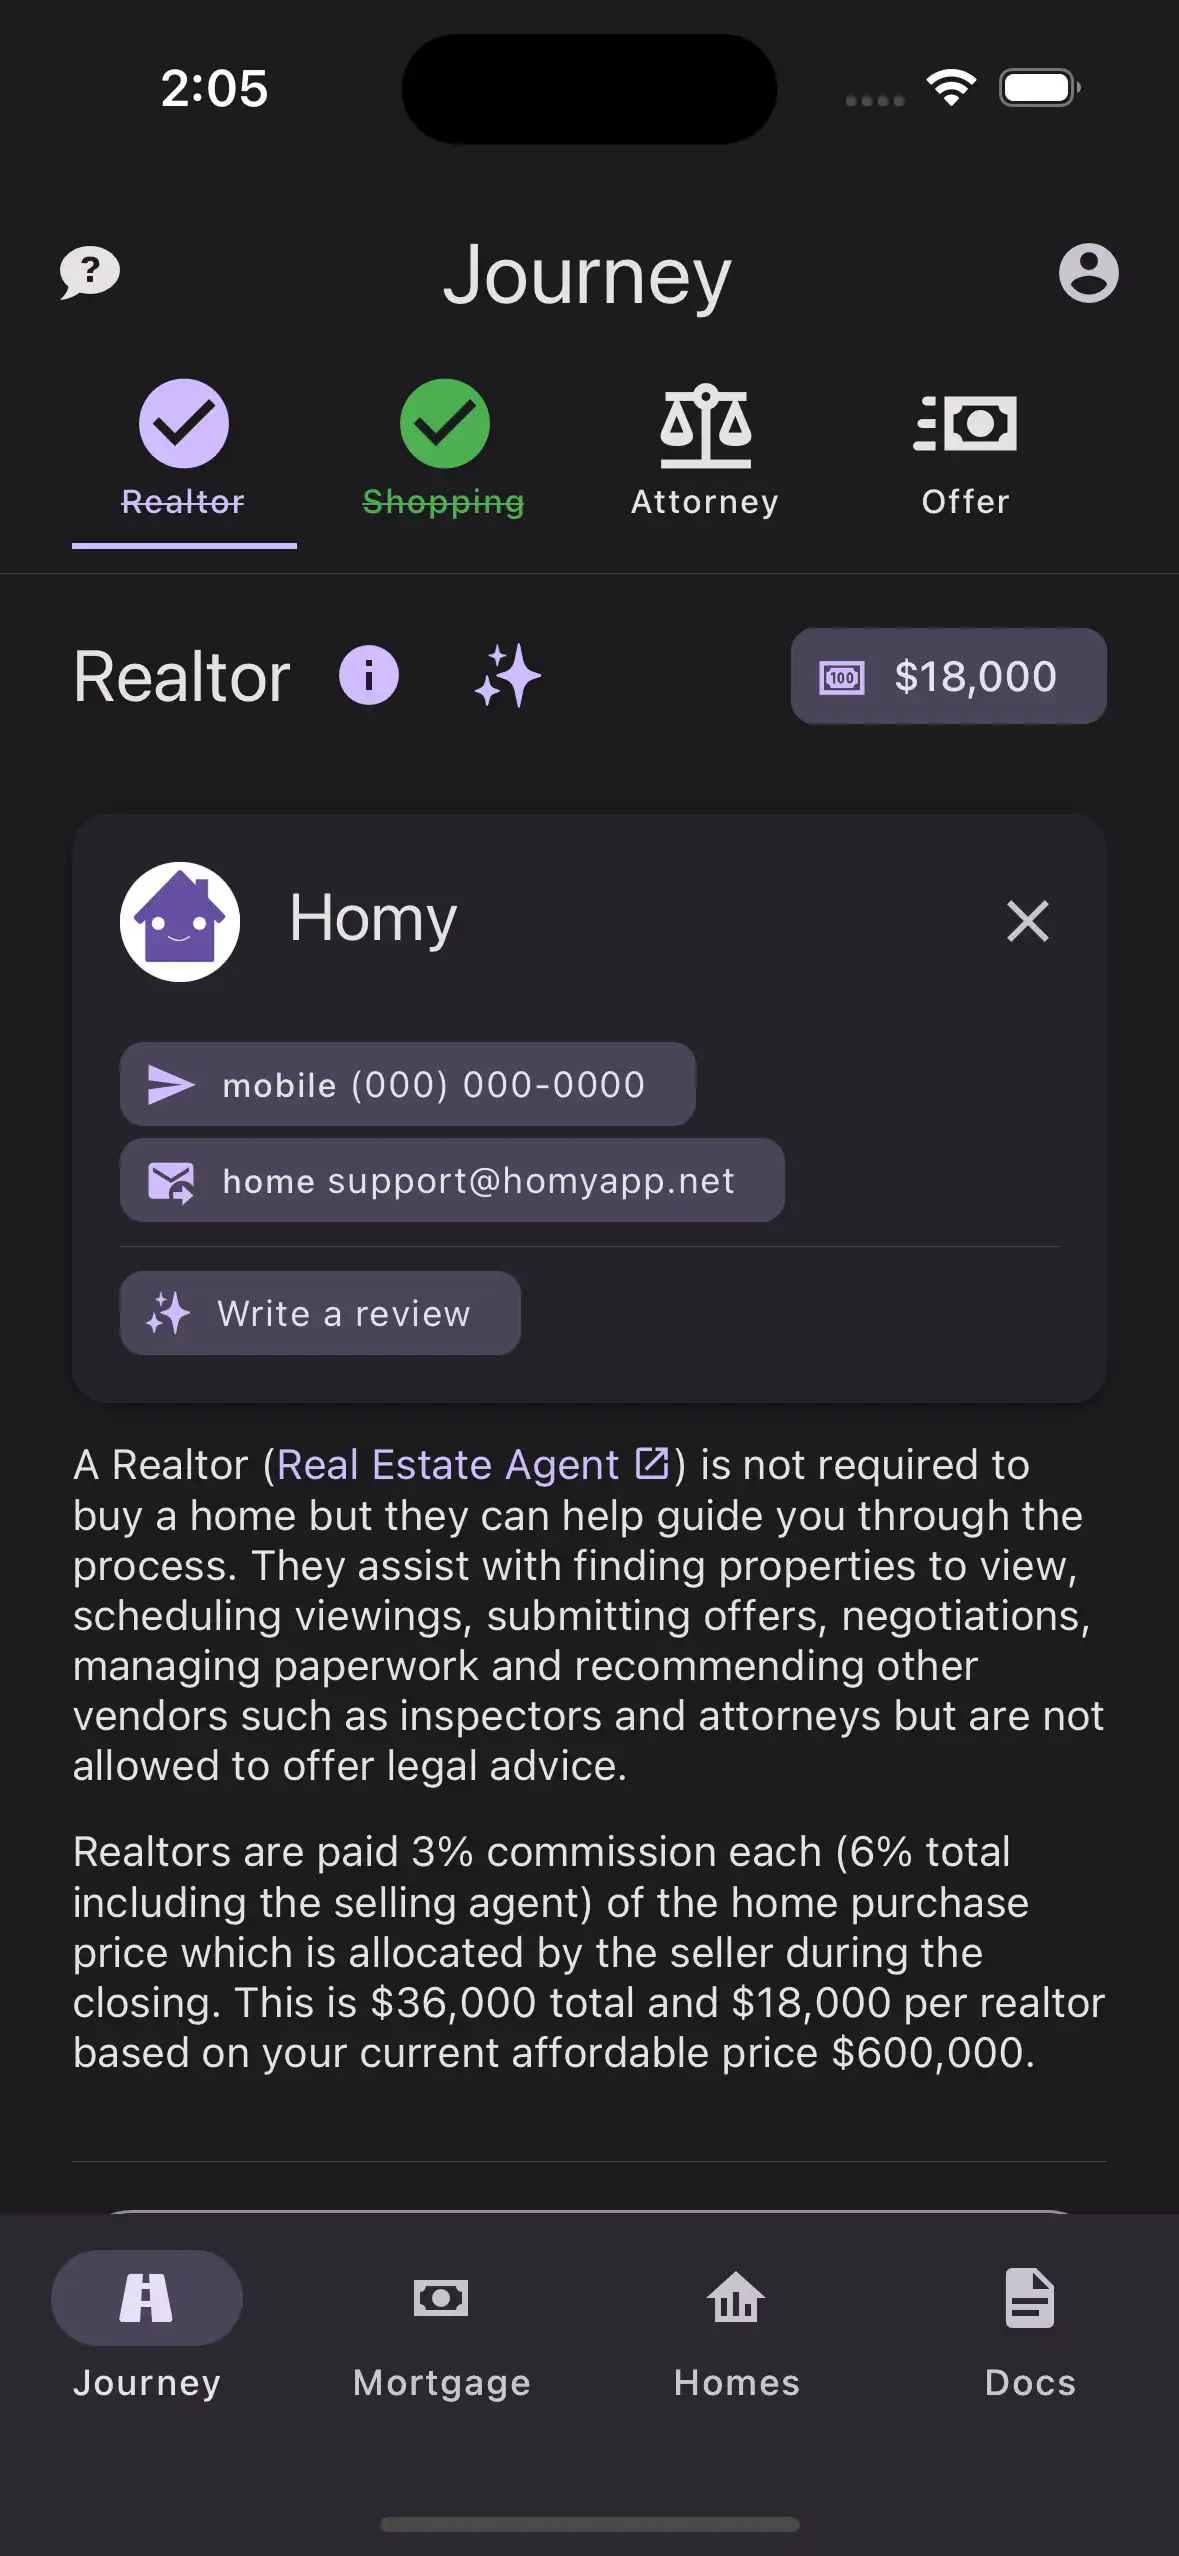 2:05
Journey
Realtor
Shopping
Attorney
Offer
Realtor
$18,000
Homy
mobile (000) 000-0000
home support@homyapp.net
Write a review
A Realtor (Real Estate Agent) is not required to
buy a home but they can help guide you through the
process. They assist with finding properties to view,
scheduling viewings, submitting offers, negotiations,
managing paperwork and recommending other
vendors such as inspectors and attorneys but are not
allowed to offer legal advice.
Realtors are paid 3% commission each (6% total
including the selling agent) of the home purchase
price which is allocated by the seller during the
closing. This is $36,000 total and $18,000 per realtor
based on your current affordable price $600,000.
Journey
Mortgage
Homes
Docs